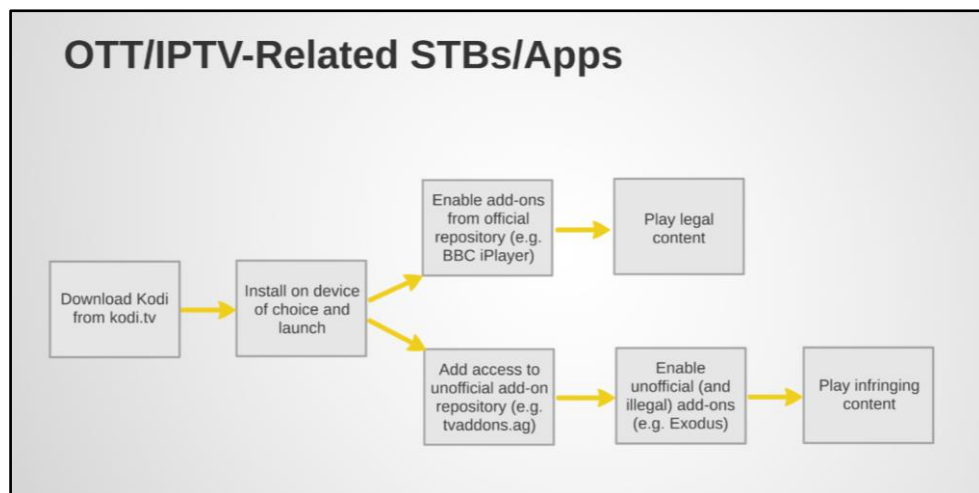 OTT/IPTV-Related STBs/Apps
Enable add-ons
from official
repository (e.g.
BBC iPlayer)
Play legal
content
Download Kodi
from kodi.tv
Install on device
of choice and
launch
Add access to
unofficial add-on
repository (e.g.
tvaddons.ag)
Enable
unofficial (and
illegal) add-ons
(e.g. Exodus)
Play infringing
content